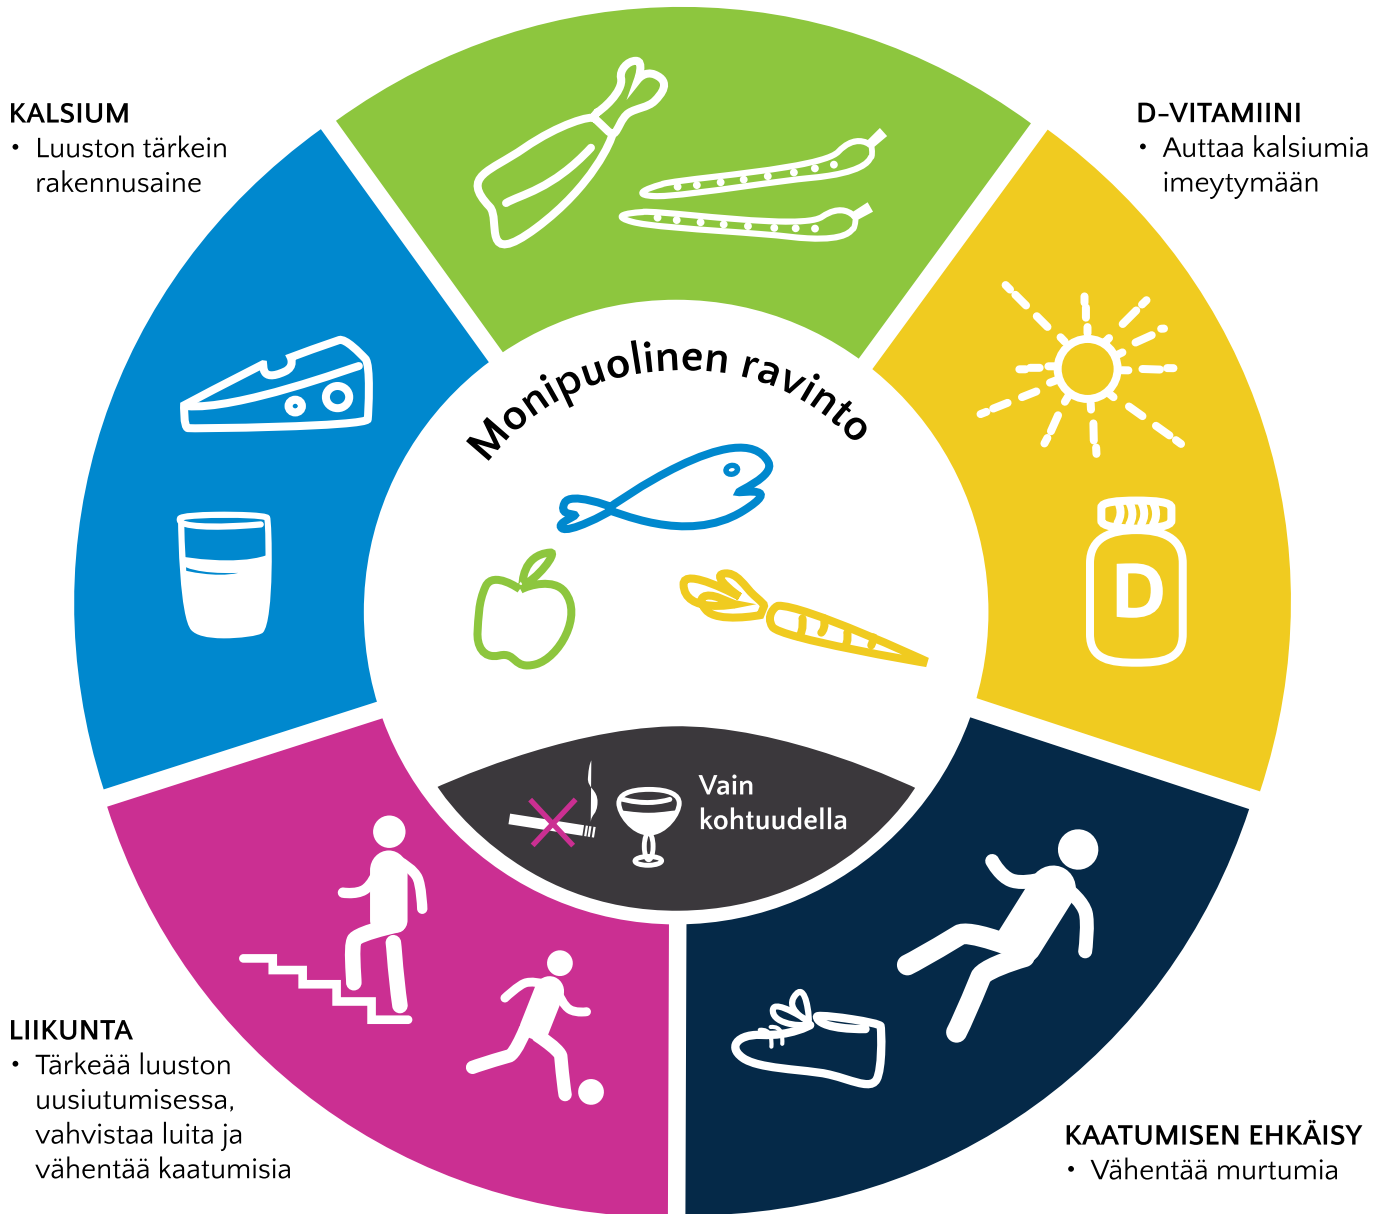 KALSIUM
• Luuston tärkein
rakennusaine
D-VITAMIINI
• Auttaa kalsiumia
imeytymään
Monipuolinen ravinto
D
Vain
kohtuudella
LIIKUNTA
• Tärkeää luuston
uusiutumisessa,
vahvistaa luita ja
vähentää kaatumisia
KAATUMISEN EHKÄISY
• Vähentää murtumia